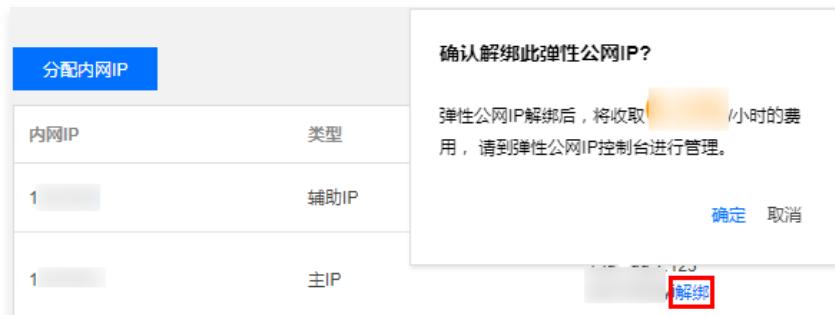 分配内网IP
内网IP
类型
1
辅助IP
1
主IP
解绑
确认解绑此弹性公网IP?
弹性公网IP解绑后，将收取
/小时的费
用， 请到弹性公网IP控制台进行管理。
确定
取消